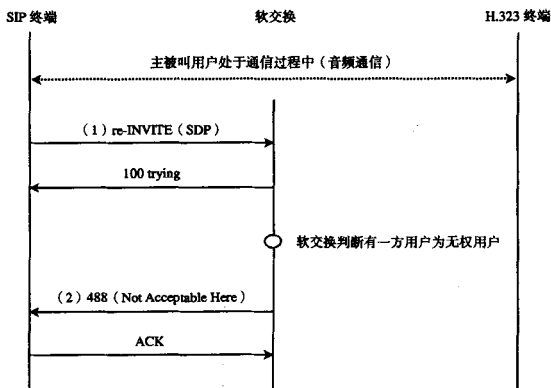 SIP 终端 软交换 H.323 终端
主被叫用户处于通信过程中（音频通信）
（1）re-INVITE（SDP）
100 trying
软交换判断有一方用户为无权用户
（2）488（Not Acceptable Here）
ACK